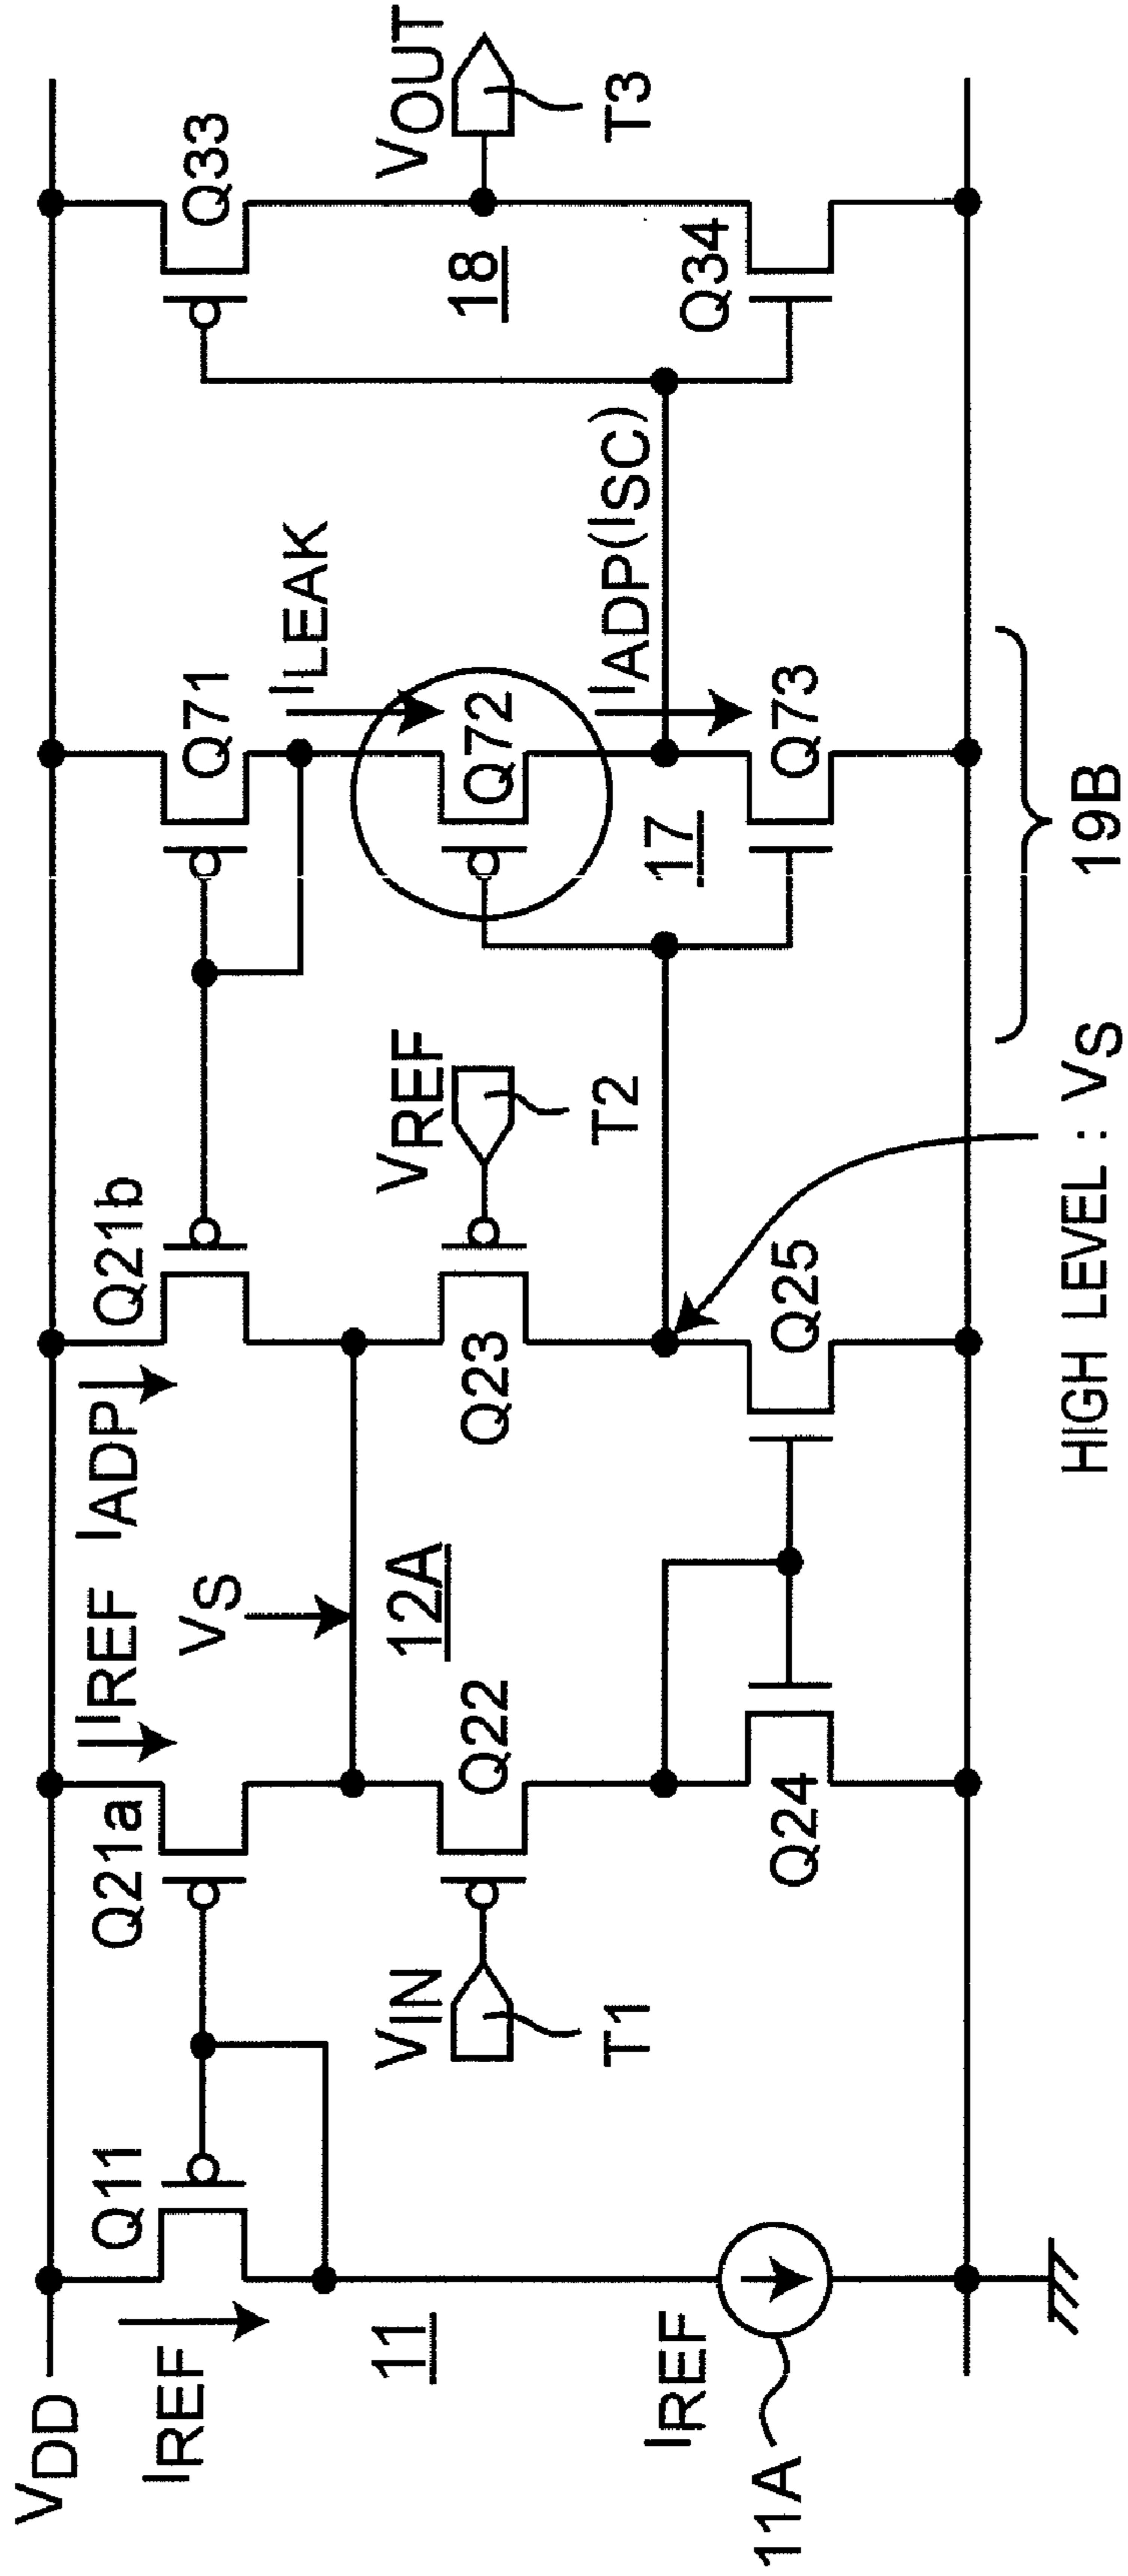 VDD
IREF
Q11
11
IREF
11A
Q21a
IREF
VIN
T1
VS
IADP
12A
Q22
Q24
Q21b
Q23
VREF
T2
Q25
HIGH LEVEL : VS
Q71
ILEAK
Q72
17
IADP(ISC)
Q73
19B
Q33
18
Q34
VOUT
T3